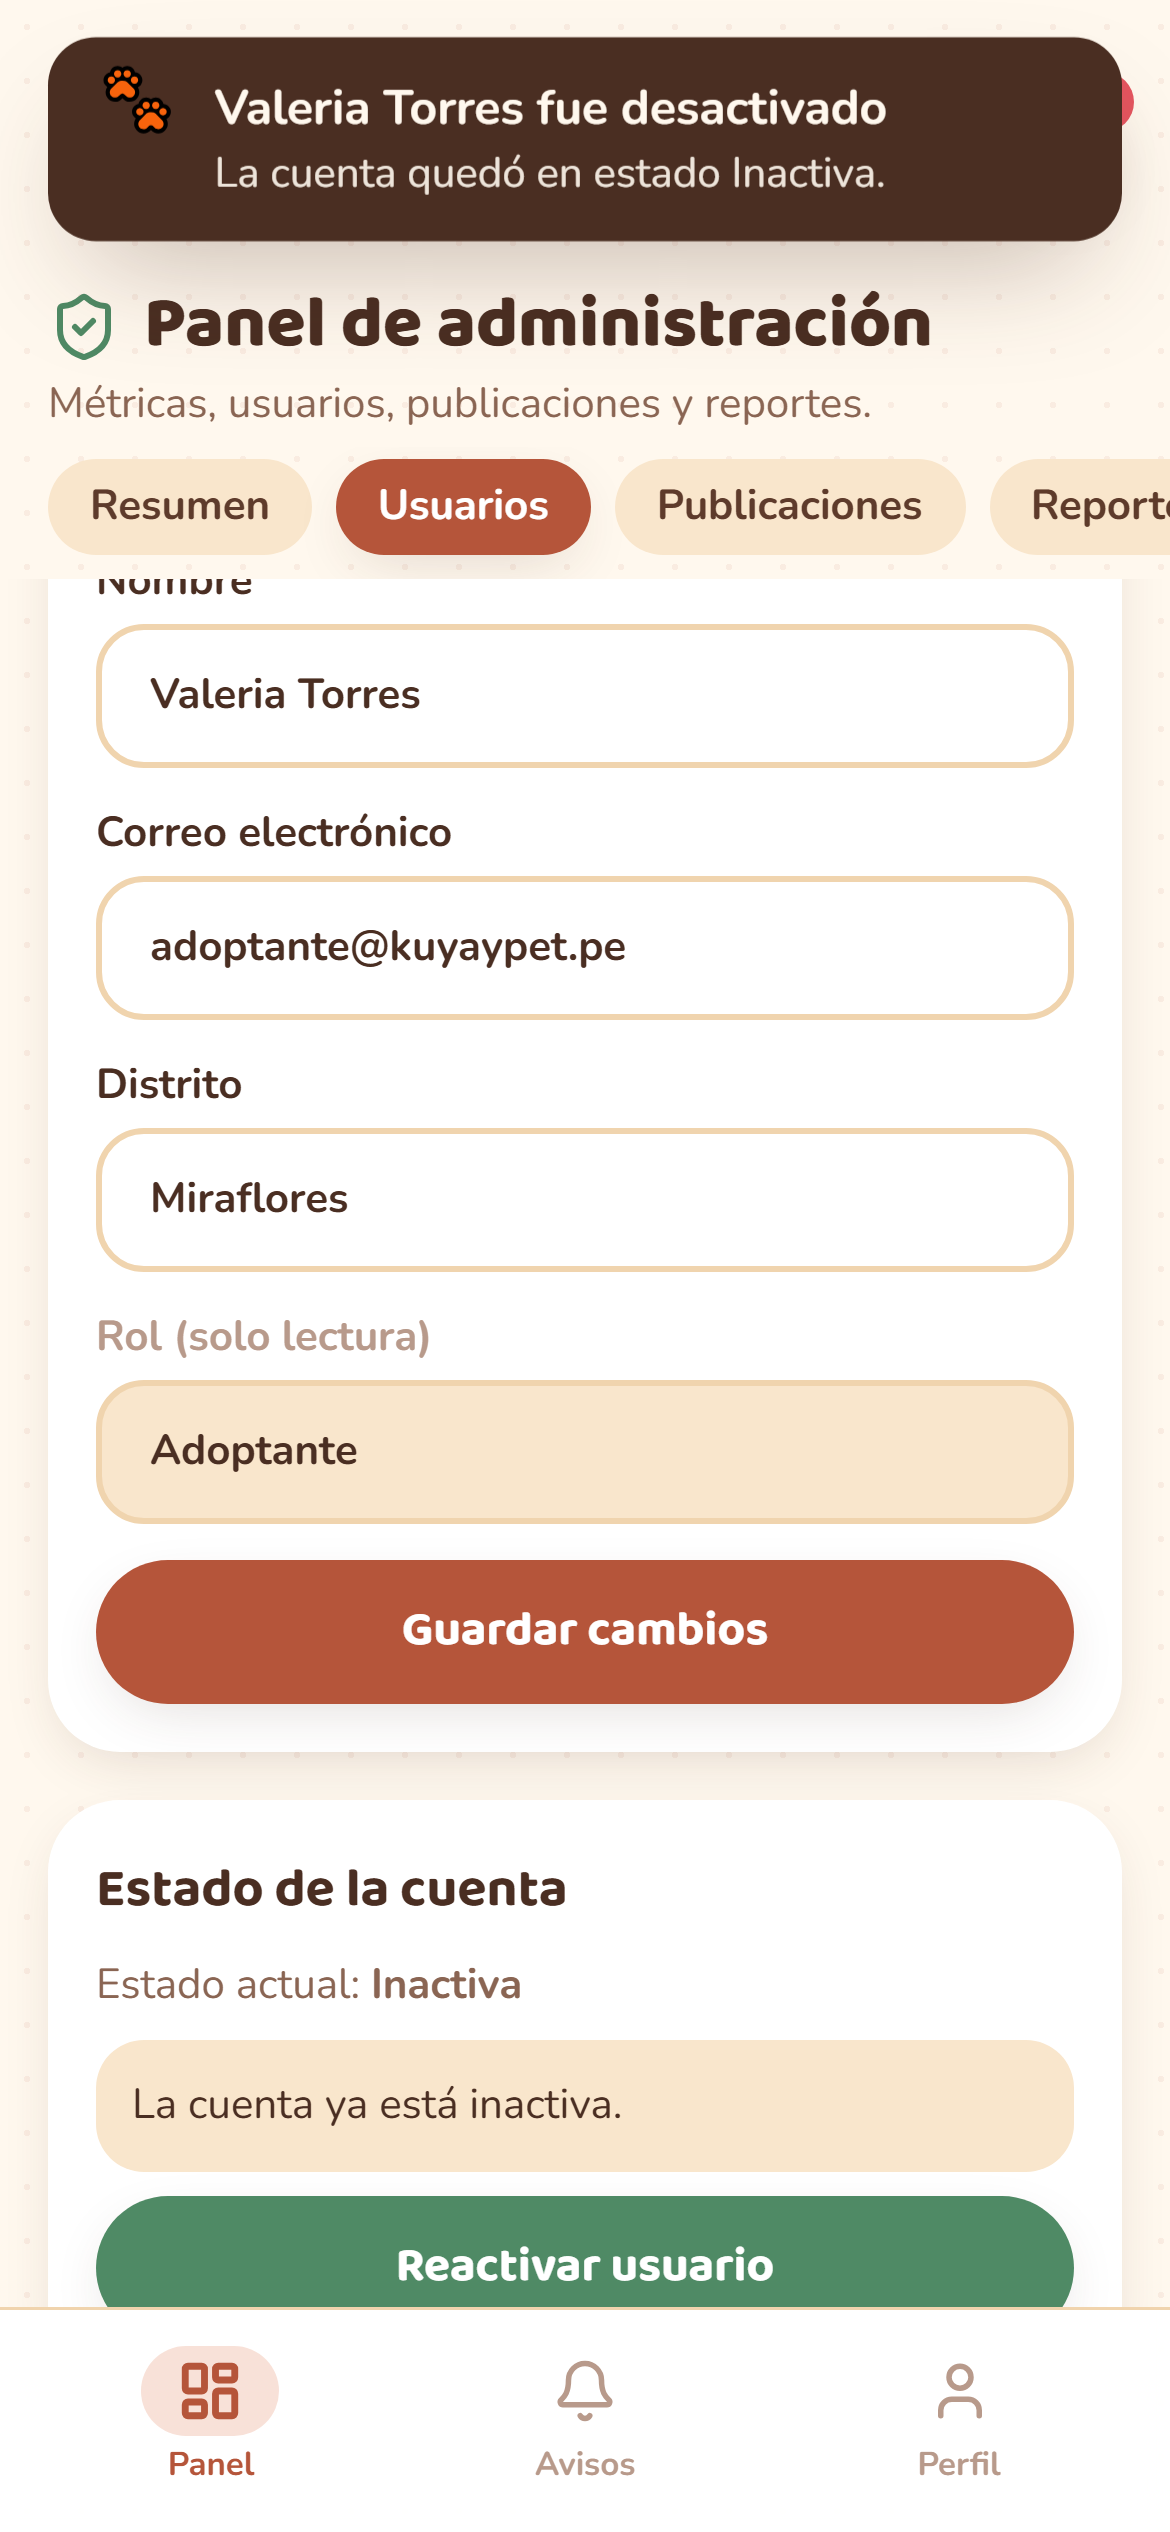 Valeria Torres fue desactivado
La cuenta quedó en estado Inactiva.
Panel de administración
Métricas, usuarios, publicaciones y reportes.
Resumen
Usuarios
Publicaciones
Nombre
Valeria Torres
Correo electrónico
adoptante@kuyaypet.pe
Distrito
Miraflores
Rol (solo lectura)
Adoptante
Guardar cambios
Estado de la cuenta
Estado actual: Inactiva
La cuenta ya está inactiva.
Reactivar usuario
Panel
Avisos
Perfil